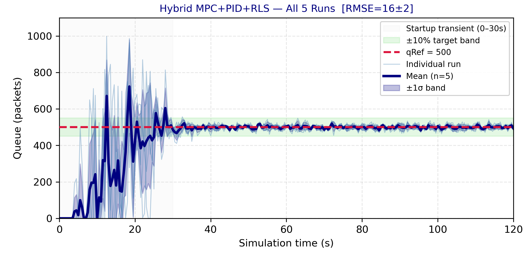 Hybrid MPC+PID+RLS — All 5 Runs [RMSE=16±2]
Startup transient (0–30s)
±10% target band
qRef = 500
Individual run
Mean (n=5)
±1σ band
Queue (packets)
1000
800
600
400
200
0
0 20 40 60 80 100 120
Simulation time (s)